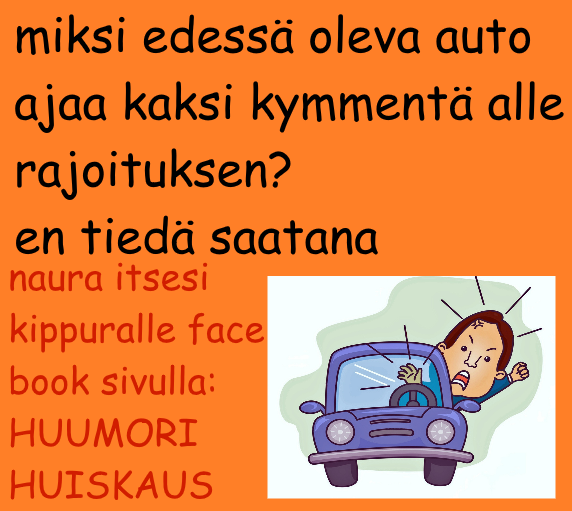 miksi edessä oleva auto
ajaa kaksi kymmentä alle
rajoituksen?
en tiedä saatana
naura itsesi
kippuralle face
book sivulla:
HUUMORI
HUISKAUS